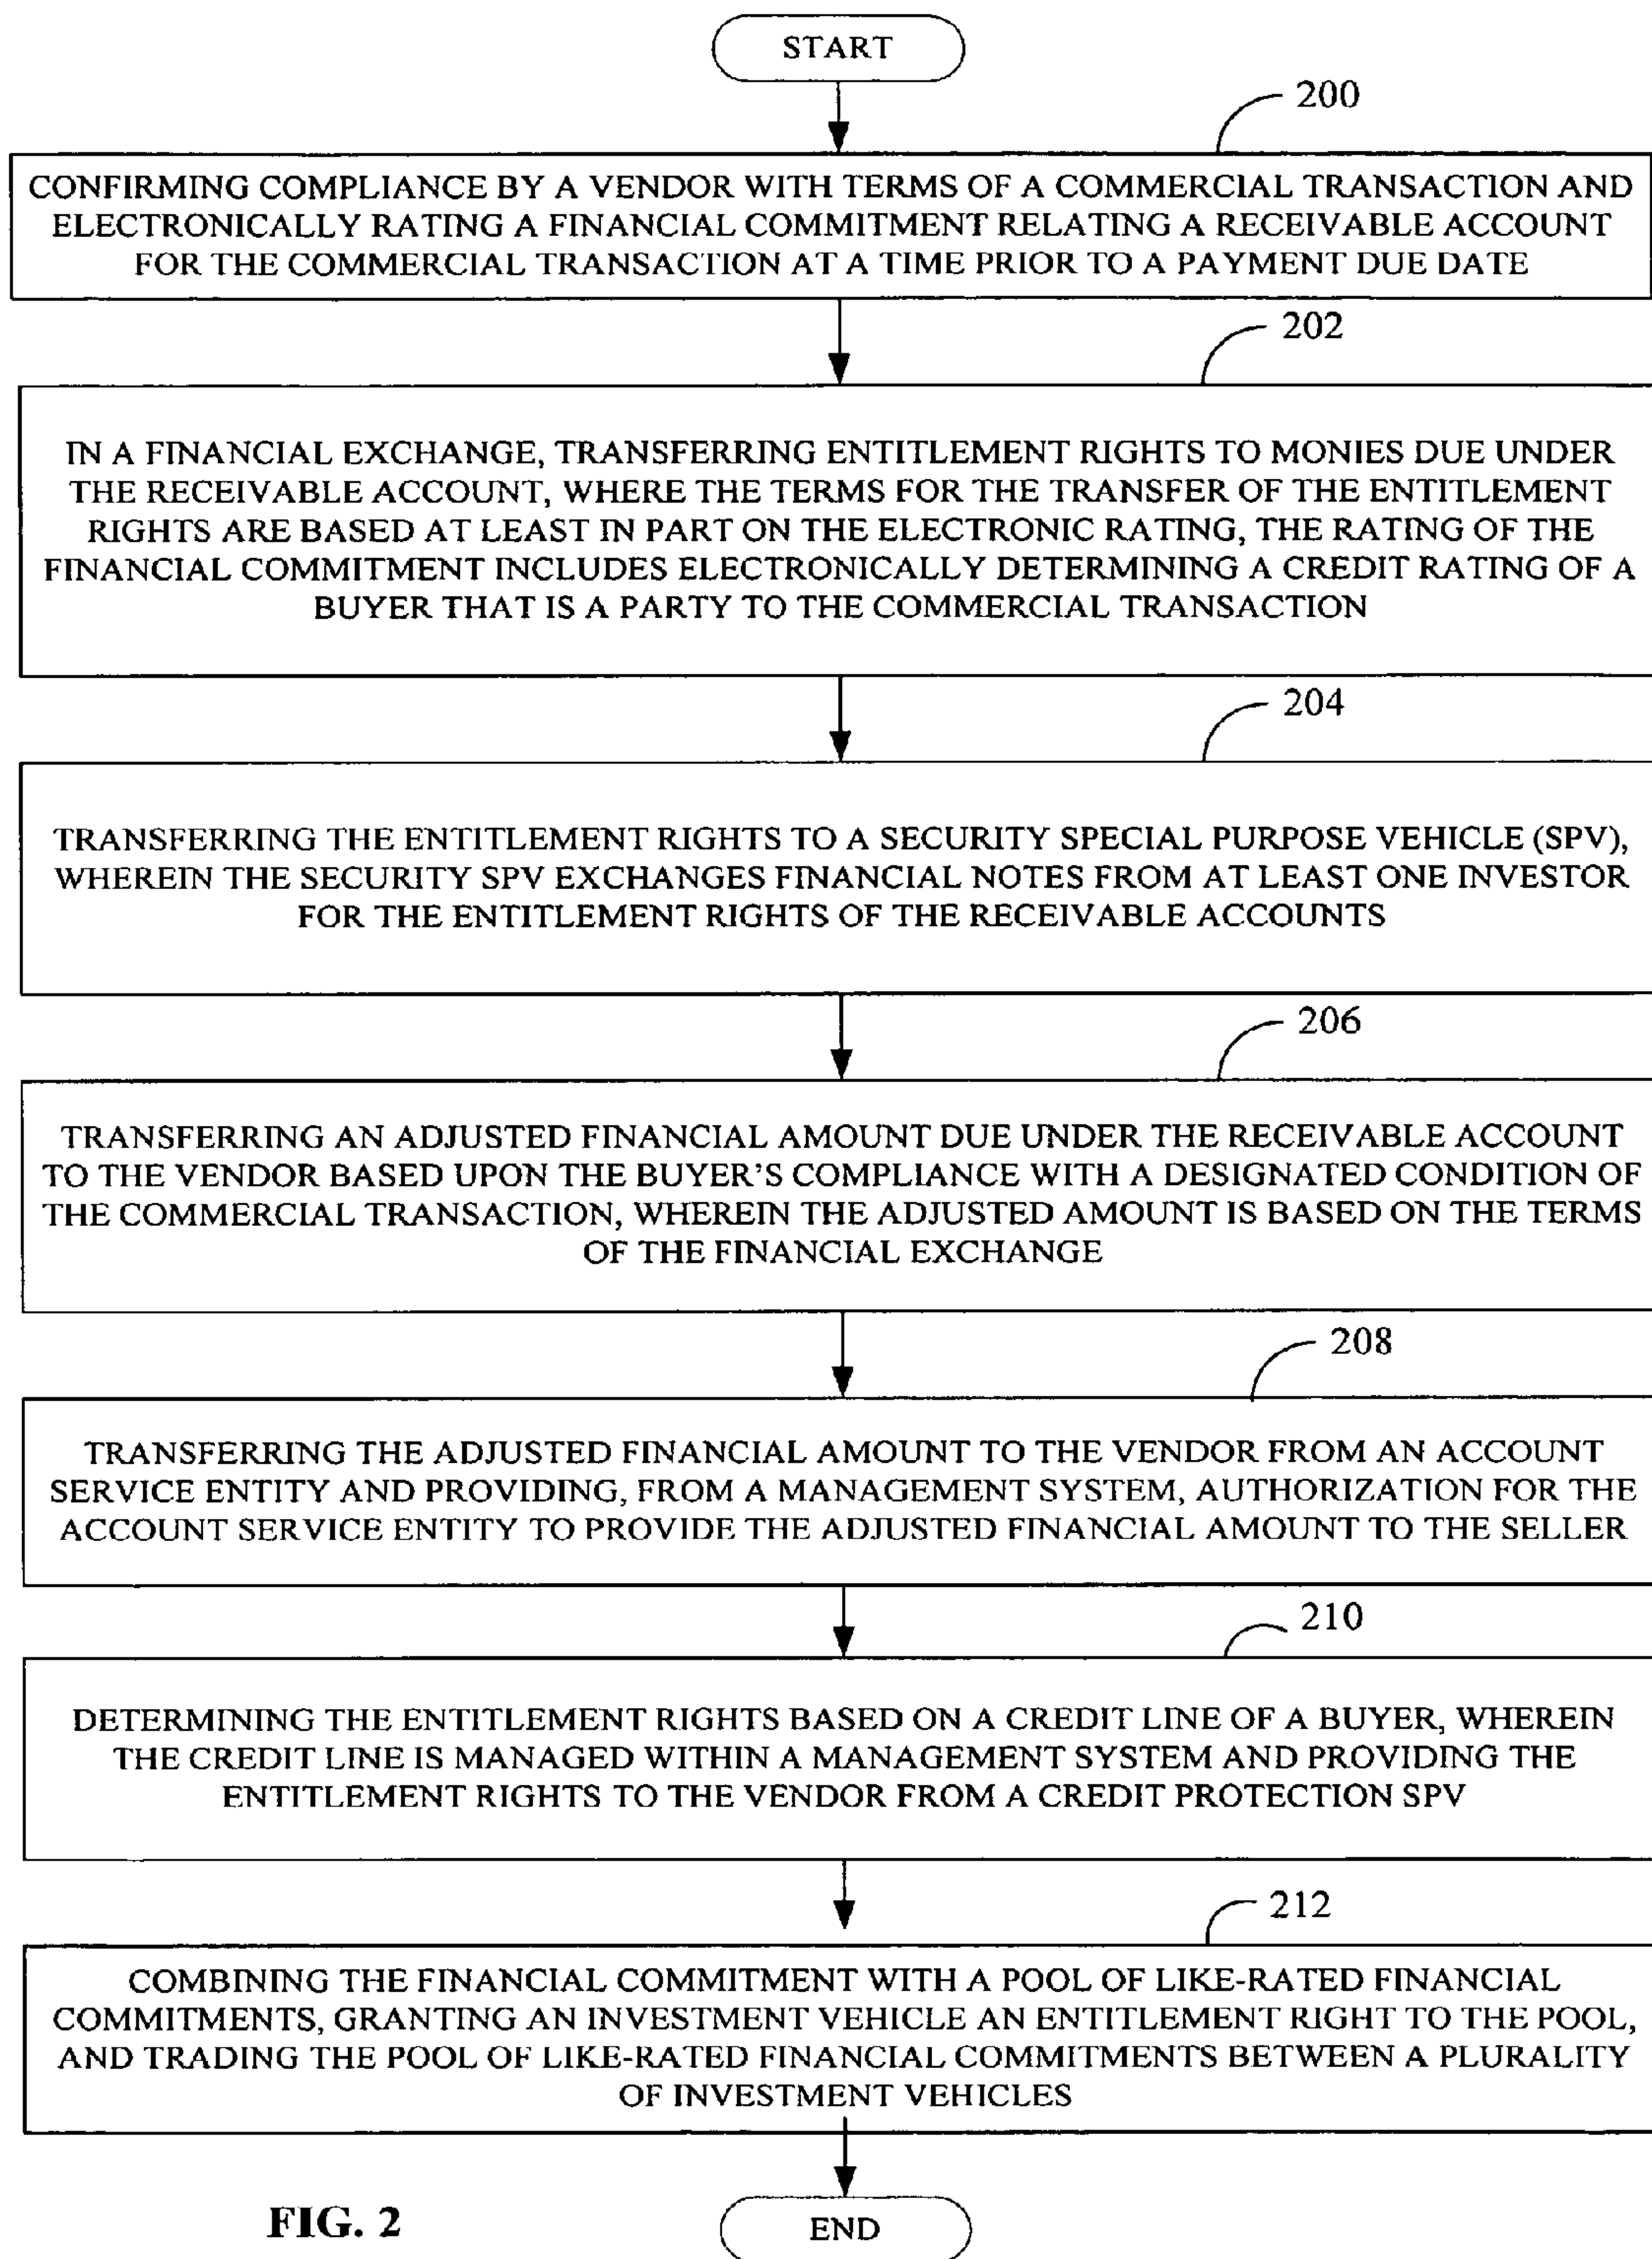 START
200
CONFIRMING COMPLIANCE BY A VENDOR WITH TERMS OF A COMMERCIAL TRANSACTION AND
ELECTRONICALLY RATING A FINANCIAL COMMITMENT RELATING A RECEIVABLE ACCOUNT
FOR THE COMMERCIAL TRANSACTION AT A TIME PRIOR TO A PAYMENT DUE DATE
202
IN A FINANCIAL EXCHANGE, TRANSFERRING ENTITLEMENT RIGHTS TO MONIES DUE UNDER
THE RECEIVABLE ACCOUNT, WHERE THE TERMS FOR THE TRANSFER OF THE ENTITLEMENT
RIGHTS ARE BASED AT LEAST IN PART ON THE ELECTRONIC RATING, THE RATING OF THE
FINANCIAL COMMITMENT INCLUDES ELECTRONICALLY DETERMINING A CREDIT RATING OF A
BUYER THAT IS A PARTY TO THE COMMERCIAL TRANSACTION
204
TRANSFERRING THE ENTITLEMENT RIGHTS TO A SECURITY SPECIAL PURPOSE VEHICLE (SPV),
WHEREIN THE SECURITY SPV EXCHANGES FINANCIAL NOTES FROM AT LEAST ONE INVESTOR
FOR THE ENTITLEMENT RIGHTS OF THE RECEIVABLE ACCOUNTS
206
TRANSFERRING AN ADJUSTED FINANCIAL AMOUNT DUE UNDER THE RECEIVABLE ACCOUNT
TO THE VENDOR BASED UPON THE BUYER'S COMPLIANCE WITH A DESIGNATED CONDITION OF
THE COMMERCIAL TRANSACTION, WHEREIN THE ADJUSTED AMOUNT IS BASED ON THE TERMS
OF THE FINANCIAL EXCHANGE
208
TRANSFERRING THE ADJUSTED FINANCIAL AMOUNT TO THE VENDOR FROM AN ACCOUNT
SERVICE ENTITY AND PROVIDING, FROM A MANAGEMENT SYSTEM, AUTHORIZATION FOR THE
ACCOUNT SERVICE ENTITY TO PROVIDE THE ADJUSTED FINANCIAL AMOUNT TO THE SELLER
210
DETERMINING THE ENTITLEMENT RIGHTS BASED ON A CREDIT LINE OF A BUYER, WHEREIN
THE CREDIT LINE IS MANAGED WITHIN A MANAGEMENT SYSTEM AND PROVIDING THE
ENTITLEMENT RIGHTS TO THE VENDOR FROM A CREDIT PROTECTION SPV
212
COMBINING THE FINANCIAL COMMITMENT WITH A POOL OF LIKE-RATED FINANCIAL
COMMITMENTS, GRANTING AN INVESTMENT VEHICLE AN ENTITLEMENT RIGHT TO THE POOL,
AND TRADING THE POOL OF LIKE-RATED FINANCIAL COMMITMENTS BETWEEN A PLURALITY
OF INVESTMENT VEHICLES
FIG. 2
END